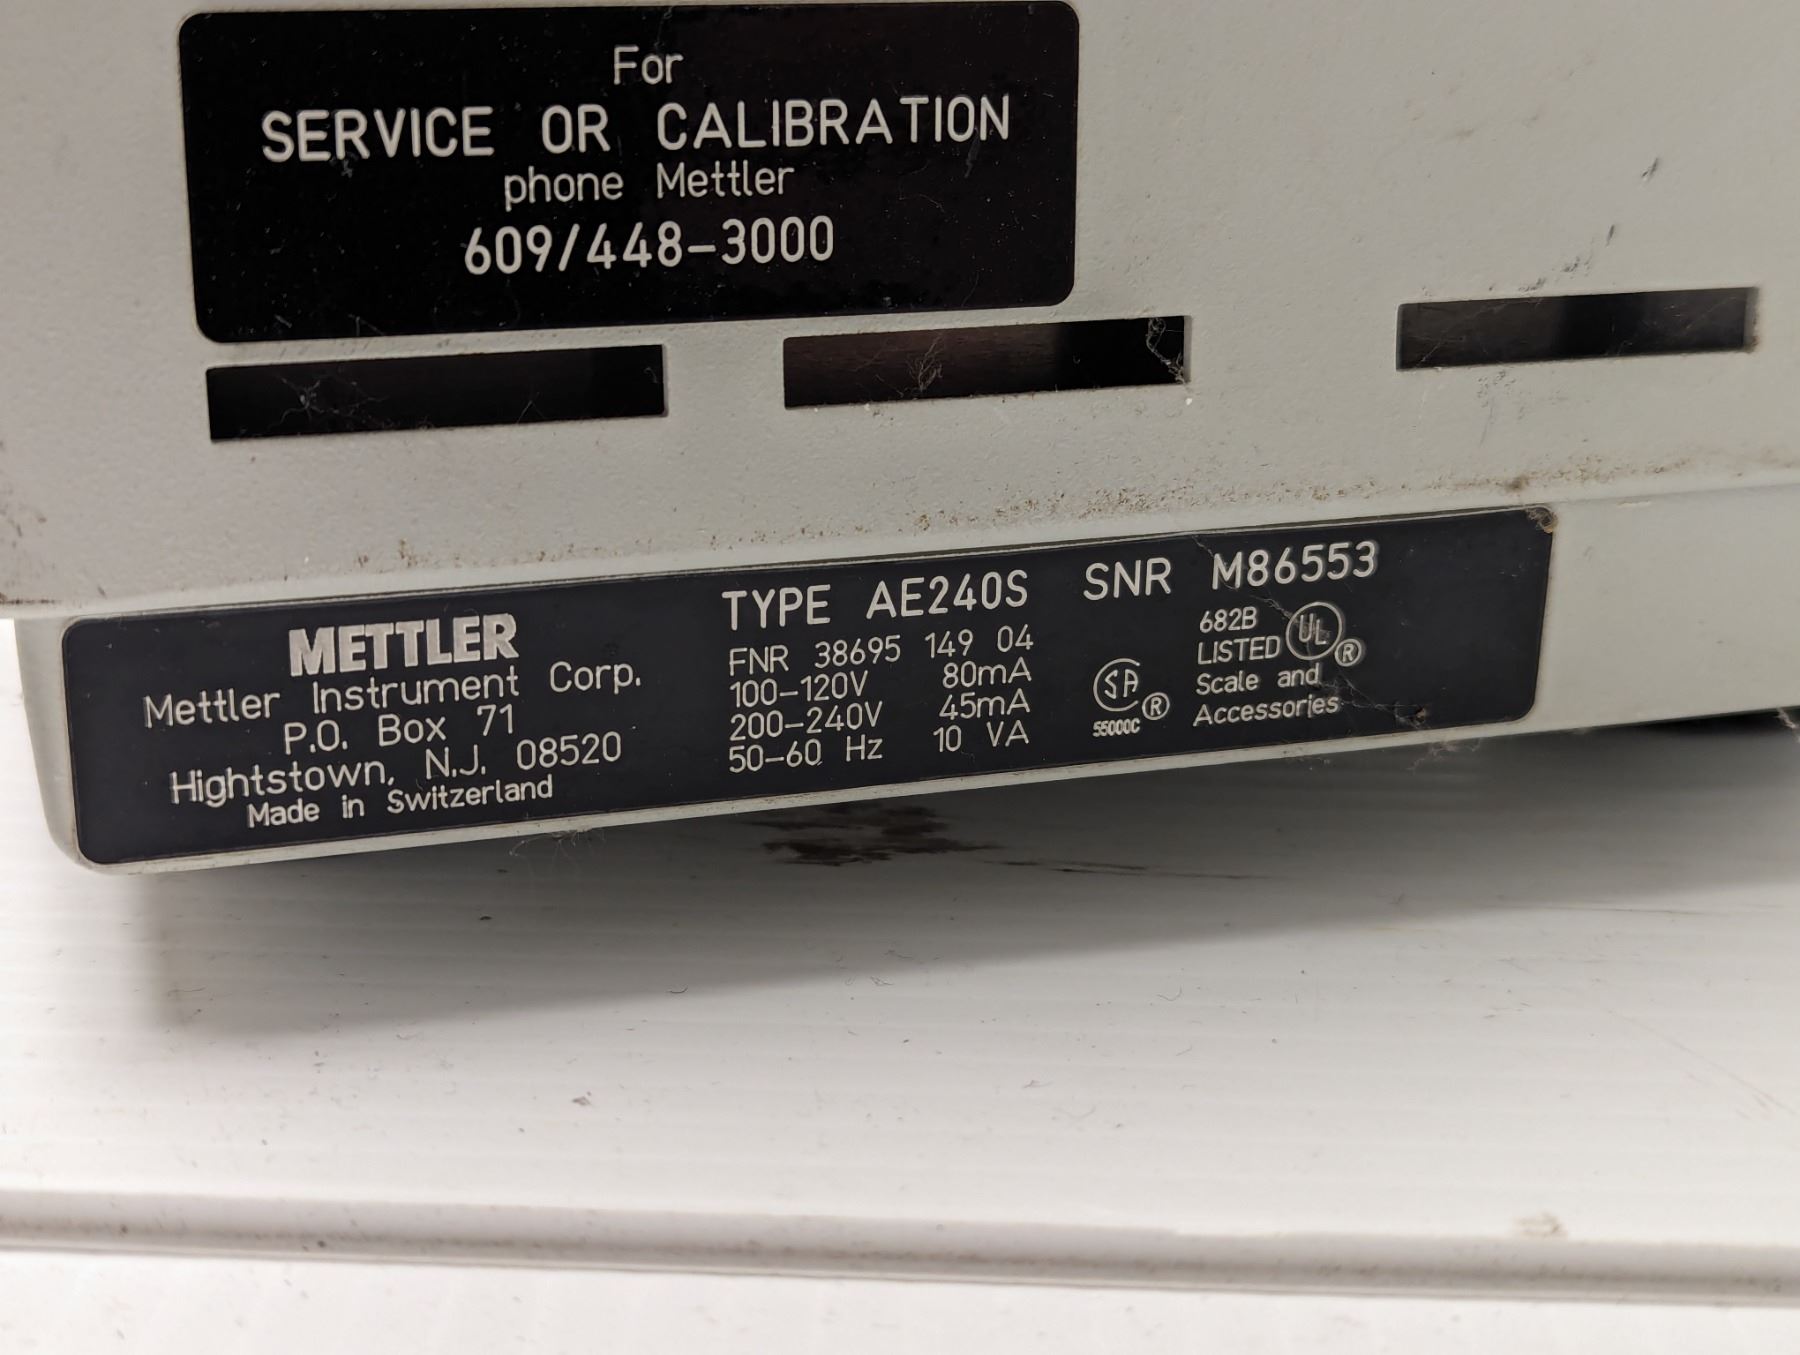 For
SERVICE OR CALIBRATION
phone Mettler
609/448-3000
METTLER
Mettler Instrument Corp.
P.O. Box 71
Hightstown, N.J. 08520
Made in Switzerland
TYPE AE240S SNR M86553
FNR 38695 149 04
100-120V 80mA
200-240V 45mA
50-60 Hz 10 VA
SA ®
55000C
682B
LISTED UL ®
Scale and
Accessories